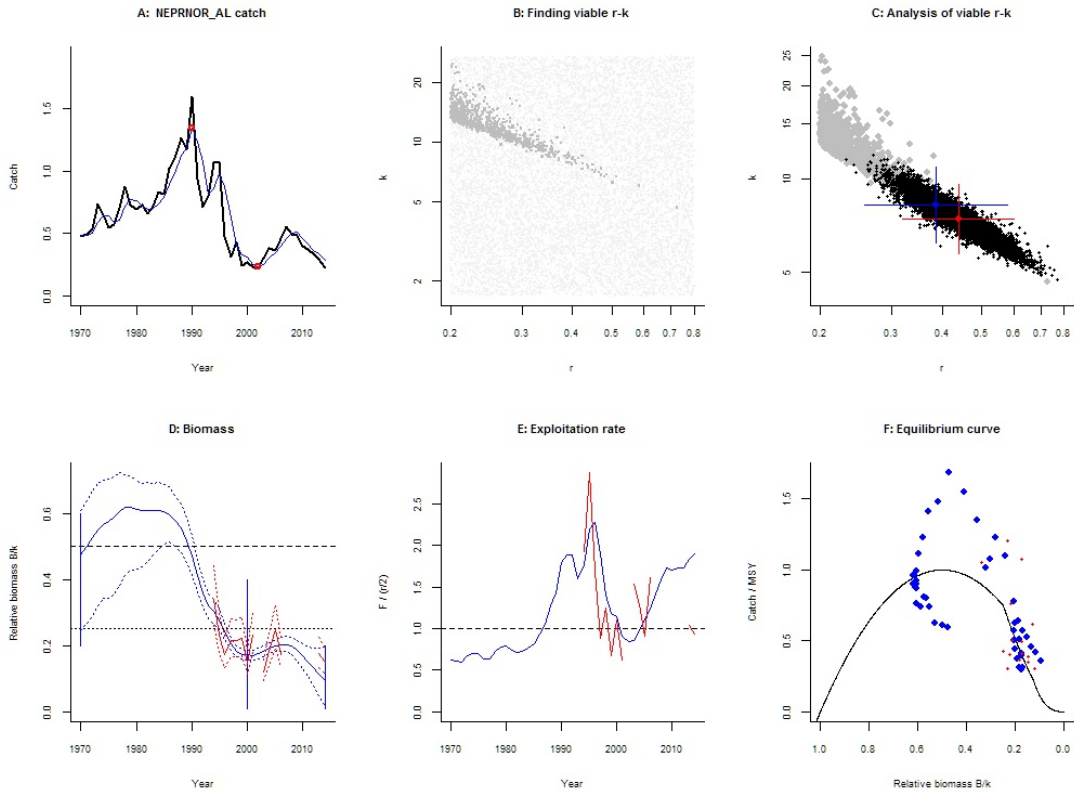 A: NEPRNOR_AL catch
Catch
0.0 0.5 1.0 1.5
1970 1980 1990 2000 2010
Year
B: Finding viable r-k
k
2 5 10 20
0.2 0.3 0.4 0.5 0.6 0.7 0.8
r
C: Analysis of viable r-k
k
5 10 15 20 25
0.2 0.3 0.4 0.5 0.6 0.7 0.8
r
D: Biomass
Relative biomass B/k
0.0 0.2 0.4 0.6
1970 1980 1990 2000 2010
Year
E: Exploitation rate
F / (r/2)
0.0 0.5 1.0 1.5 2.0 2.5
1970 1980 1990 2000 2010
Year
F: Equilibrium curve
Catch / MSY
0.0 0.5 1.0 1.5
1.0 0.8 0.6 0.4 0.2 0.0
Relative biomass B/k